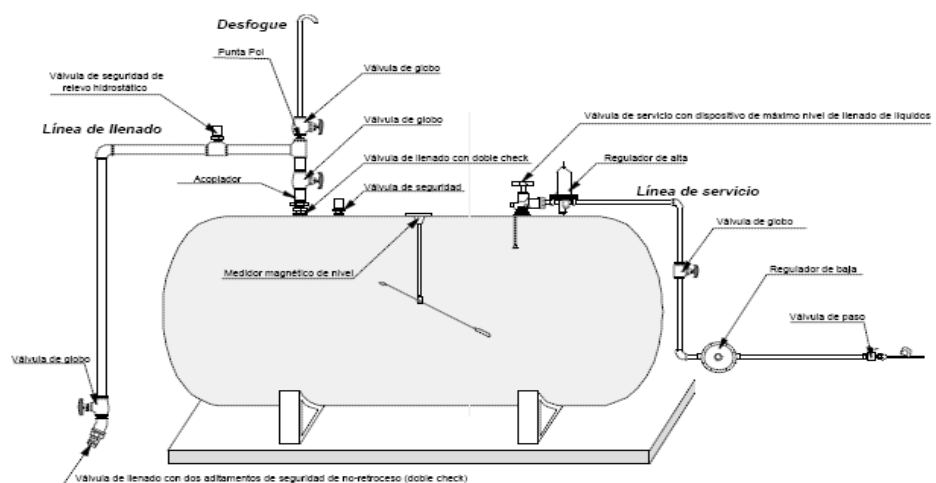 Desfogue
Punta Pol
Válvula de globo
Válvula de seguridad de
relevo hidrostático
Línea de llenado
Válvula de globo
Válvula de servicio con dispositivo de máximo nivel de llenado de líquidos
Válvula de llenado con doble check
Regulador de alta
Acoplador
Válvula de seguridad
Línea de servicio
Válvula de globo
Medidor magnético de nivel
Regulador de baja
Válvula de paso
Válvula de globo
Válvula de llenado con dos aditamentos de seguridad de no-retroceso (doble check)